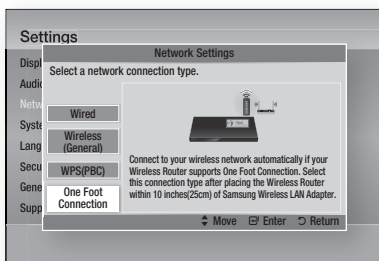 Settings
Network Settings
Displ
Select a network connection type.
Audio
Netw
Wired
Syste
Wireless
(General)
Lang
Secu
WPS(PBC)
Gene
One Foot
Connection
Supp
Connect to your wireless network automatically if your
Wireless Router supports One Foot Connection. Select
this connection type after placing the Wireless Router
within 10 inches(25cm) of Samsung Wireless LAN Adapter.
Move Enter Return